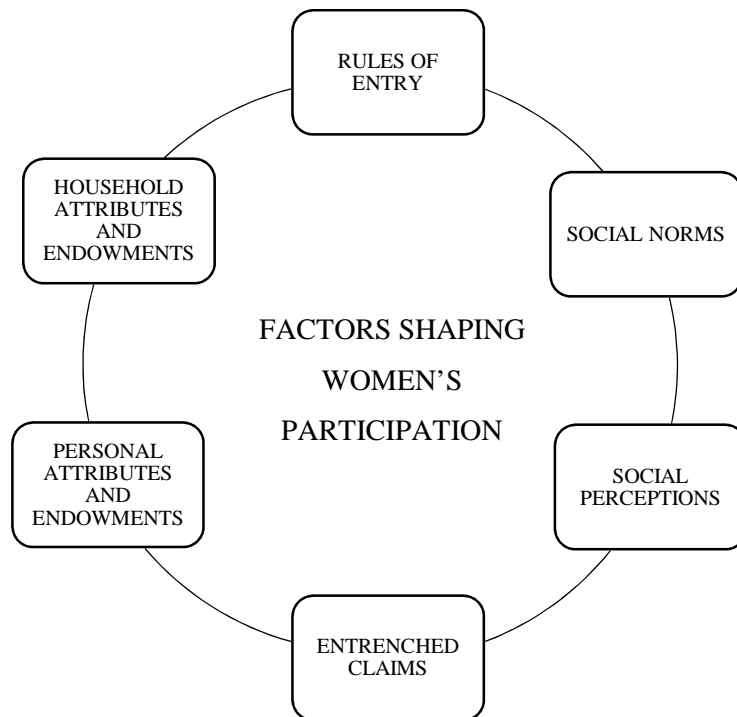 RULES OF
ENTRY
SOCIAL NORMS
SOCIAL
PERCEPTIONS
ENTRENCHED
CLAIMS
PERSONAL
ATTRIBUTES
AND
ENDOWMENTS
HOUSEHOLD
ATTRIBUTES
AND
ENDOWMENTS
FACTORS SHAPING
WOMEN’S
PARTICIPATION